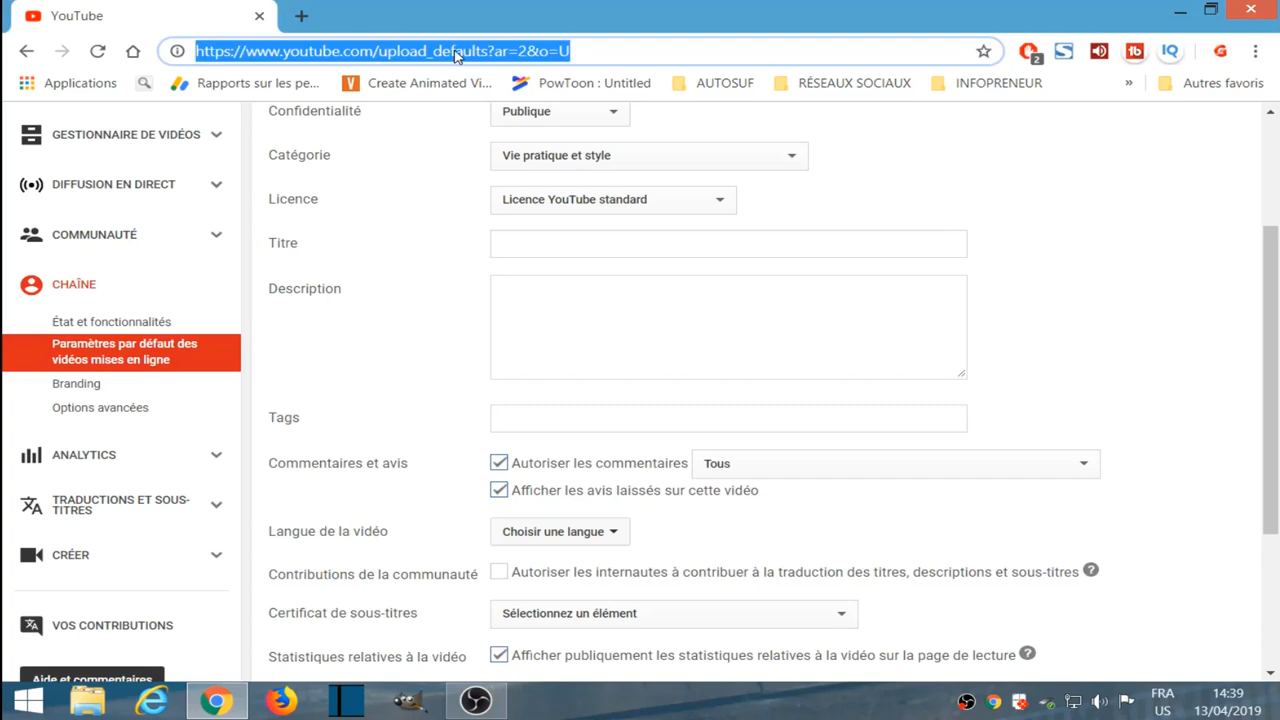 YouTube
https://www.youtube.com/upload_defaults?ar=2&o=U
2
IQ
Applications
Rapports sur les pe...
Create Animated Vi...
PowToon : Untitled
AUTOSUF
RÉSEAUX SOCIAUX
INFOPRENEUR
»
Autres favoris
GESTIONNAIRE DE VIDÉOS
DIFFUSION EN DIRECT
COMMUNAUTÉ
CHAÎNE
État et fonctionnalités
Paramètres par défaut des
vidéos mises en ligne
Branding
Options avancées
ANALYTICS
TRADUCTIONS ET SOUS-
TITRES
CRÉER
VOS CONTRIBUTIONS
Aide et commentaires
Confidentialité
Publique
Catégorie
Vie pratique et style
Licence
Licence YouTube standard
Titre
Description
Tags
Commentaires et avis
Autoriser les commentaires
Tous
Afficher les avis laissés sur cette vidéo
Langue de la vidéo
Choisir une langue
Contributions de la communauté
Autoriser les internautes à contribuer à la traduction des titres, descriptions et sous-titres
Certificat de sous-titres
Sélectionnez un élément
Statistiques relatives à la vidéo
Afficher publiquement les statistiques relatives à la vidéo sur la page de lecture
FRA
US
14:39
13/04/2019